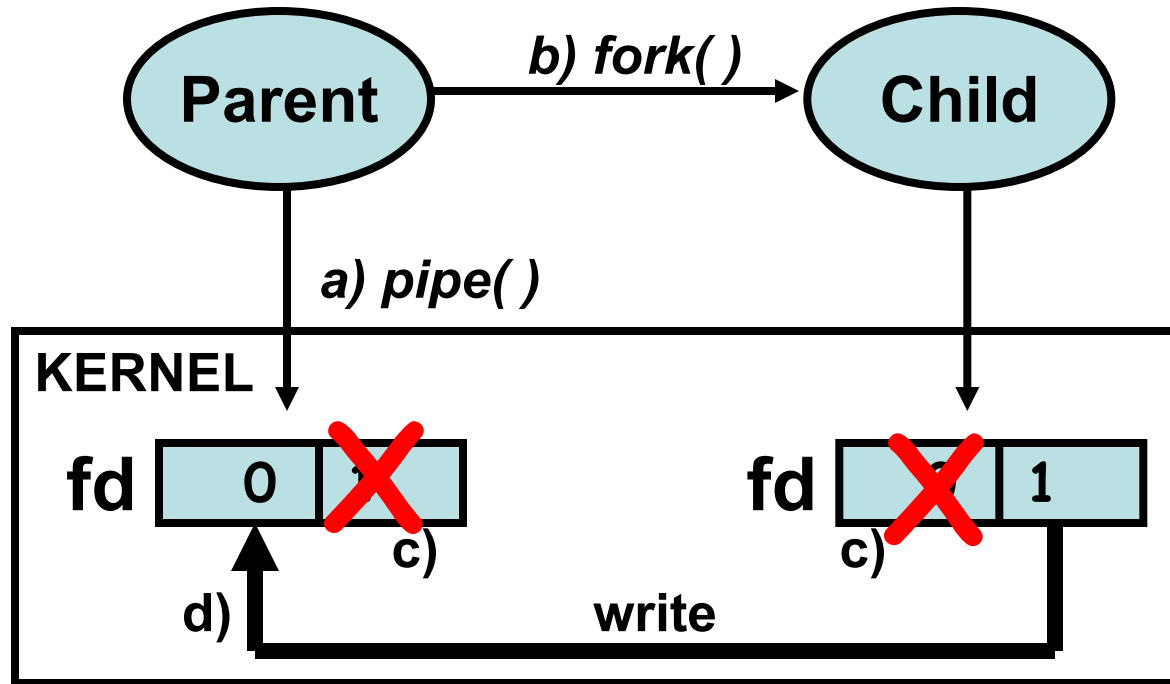 Parent
b) fork( )
Child
a) pipe( )
KERNEL
fd 0
fd 1
c)
c)
d)
write